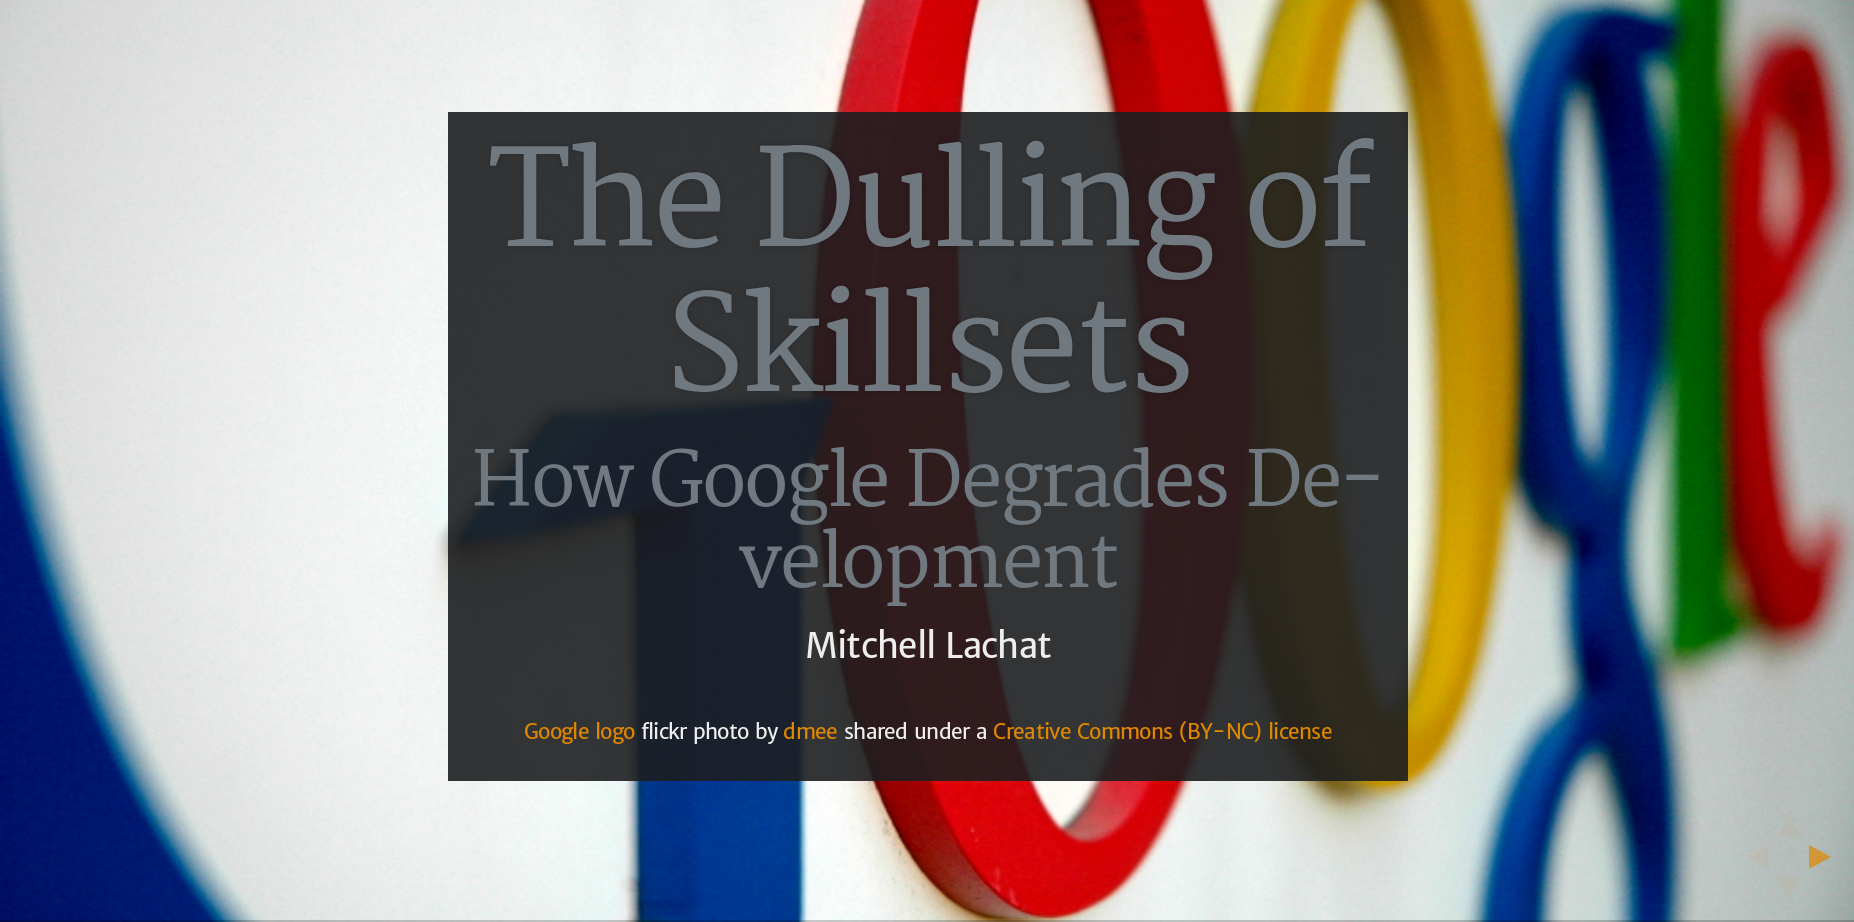 The Dulling of
Skillsets
How Google Degrades De-
velopment
Mitchell Lachat
Google logo flickr photo by dmee shared under a Creative Commons (BY-NC) license
Google